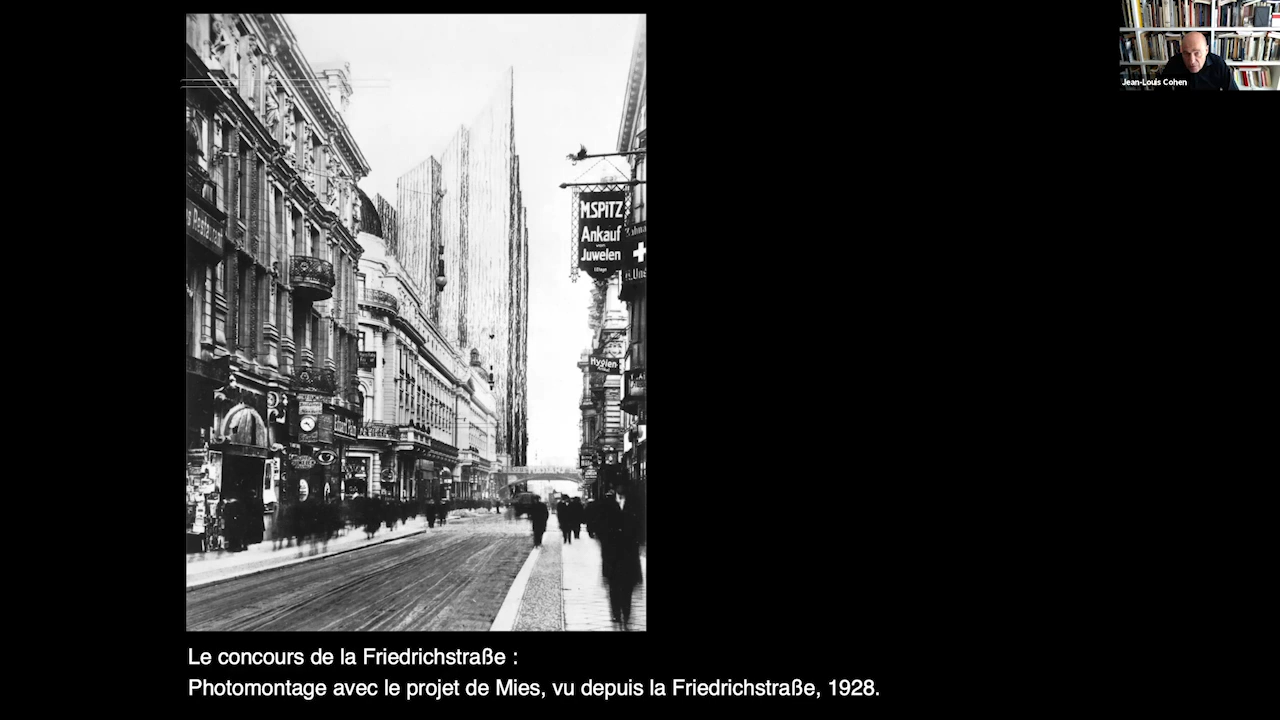 Jean-Louis Cohen
M.SPITZ
Ankauf
von
Juwelen
Restaurant
Hygien-
Le concours de la Friedrichstraße :
Photomontage avec le projet de Mies, vu depuis la Friedrichstraße, 1928.